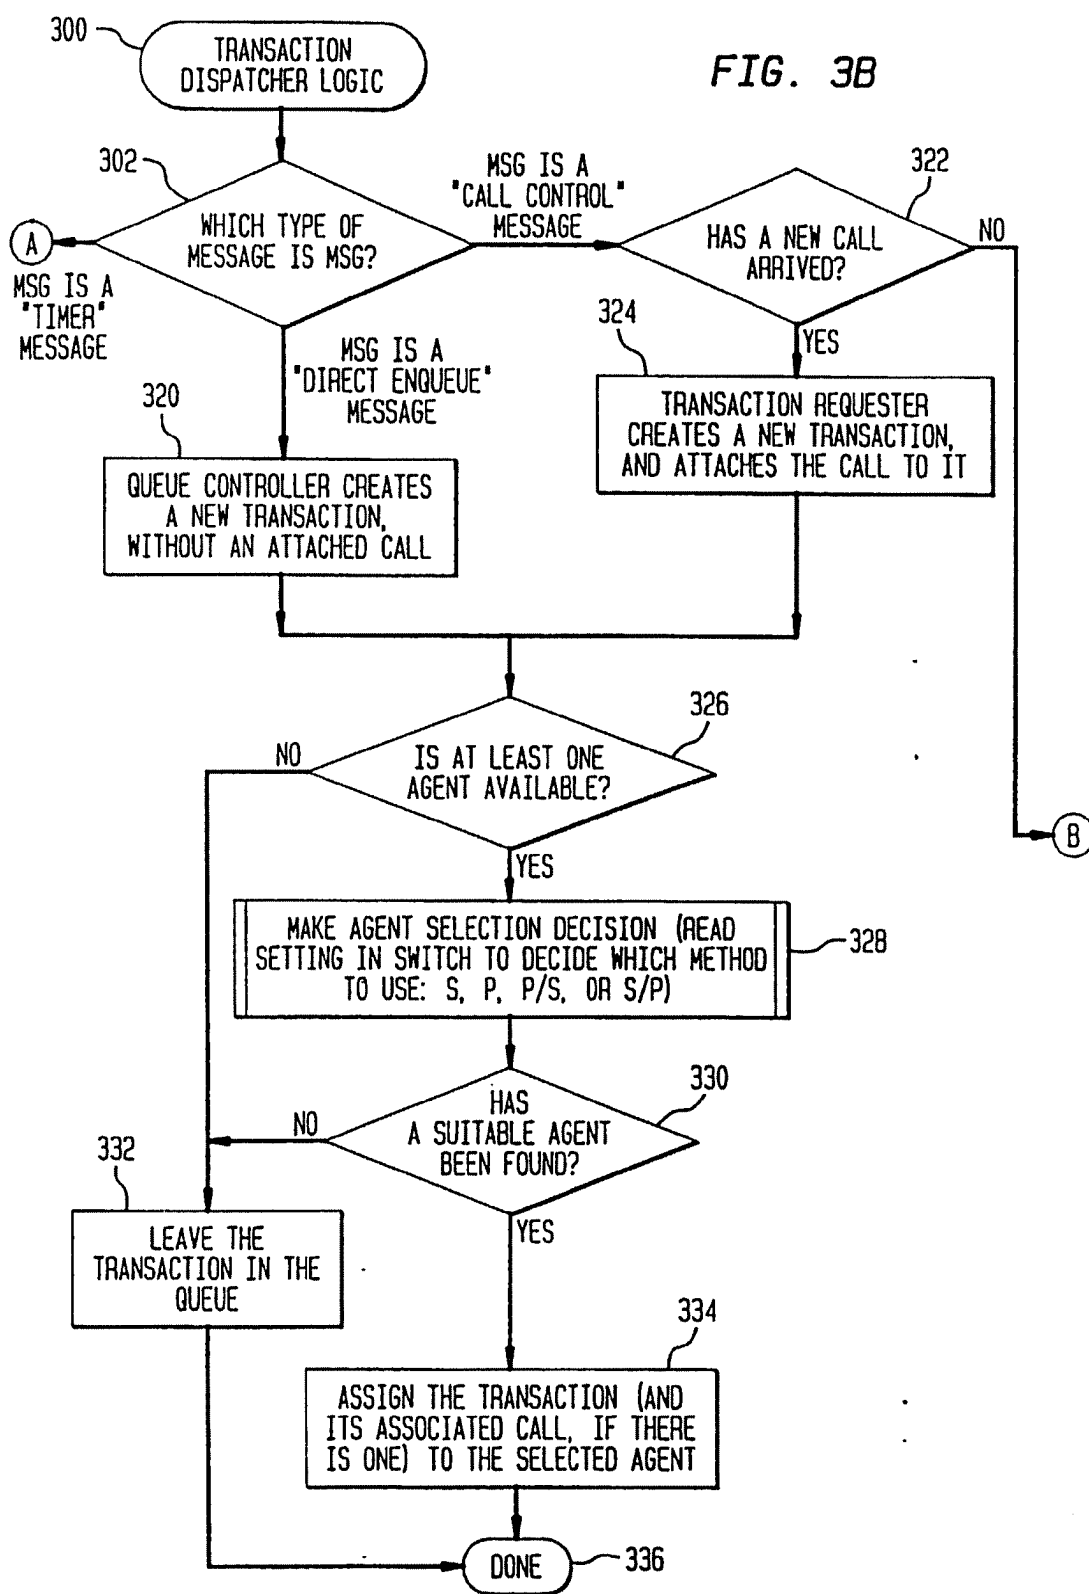 300
TRANSACTION
DISPATCHER LOGIC
FIG. 3B
302
WHICH TYPE OF
MESSAGE IS MSG?
A
MSG IS A
"TIMER"
MESSAGE
MSG IS A
"CALL CONTROL"
MESSAGE
322
HAS A NEW CALL
ARRIVED?
NO
YES
324
TRANSACTION REQUESTER
CREATES A NEW TRANSACTION,
AND ATTACHES THE CALL TO IT
MSG IS A
"DIRECT ENQUEUE"
MESSAGE
320
QUEUE CONTROLLER CREATES
A NEW TRANSACTION,
WITHOUT AN ATTACHED CALL
326
IS AT LEAST ONE
AGENT AVAILABLE?
NO
YES
B
MAKE AGENT SELECTION DECISION (READ
SETTING IN SWITCH TO DECIDE WHICH METHOD
TO USE: S, P, P/S, OR S/P)
328
330
HAS
A SUITABLE AGENT
BEEN FOUND?
NO
YES
332
LEAVE THE
TRANSACTION IN THE
QUEUE
334
ASSIGN THE TRANSACTION (AND
ITS ASSOCIATED CALL, IF THERE
IS ONE) TO THE SELECTED AGENT
DONE
336